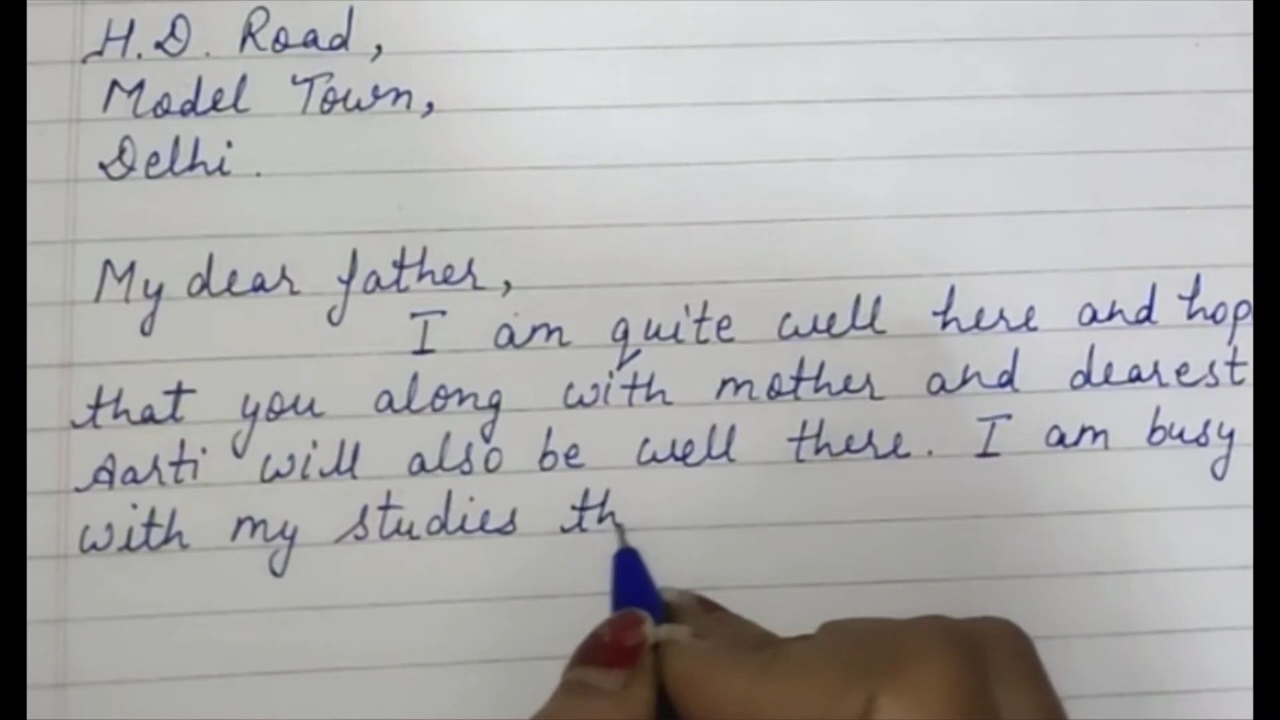 H.D. Road,
Model Town,
Delhi.
My dear father,
I am quite well here and hop
that you along with mother and dearest
Aarti will also be well there. I am busy
with my studies th